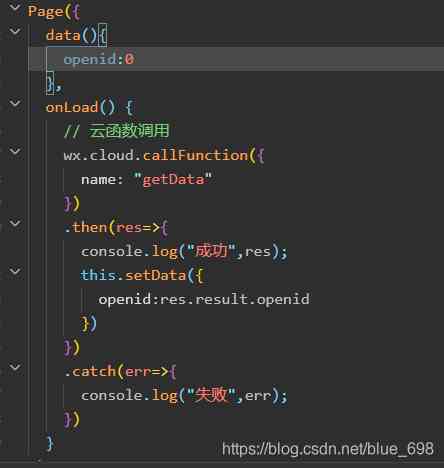 Page({
data(){
openid:0
},
onLoad() {
// 云函数调用
wx.cloud.callFunction({
name: "getData"
})
.then(res=>{
console.log("成功",res);
this.setData({
openid:res.result.openid
})
})
.catch(err=>{
console.log("失败",err);
})
}
https://blog.csdn.net/blue_698